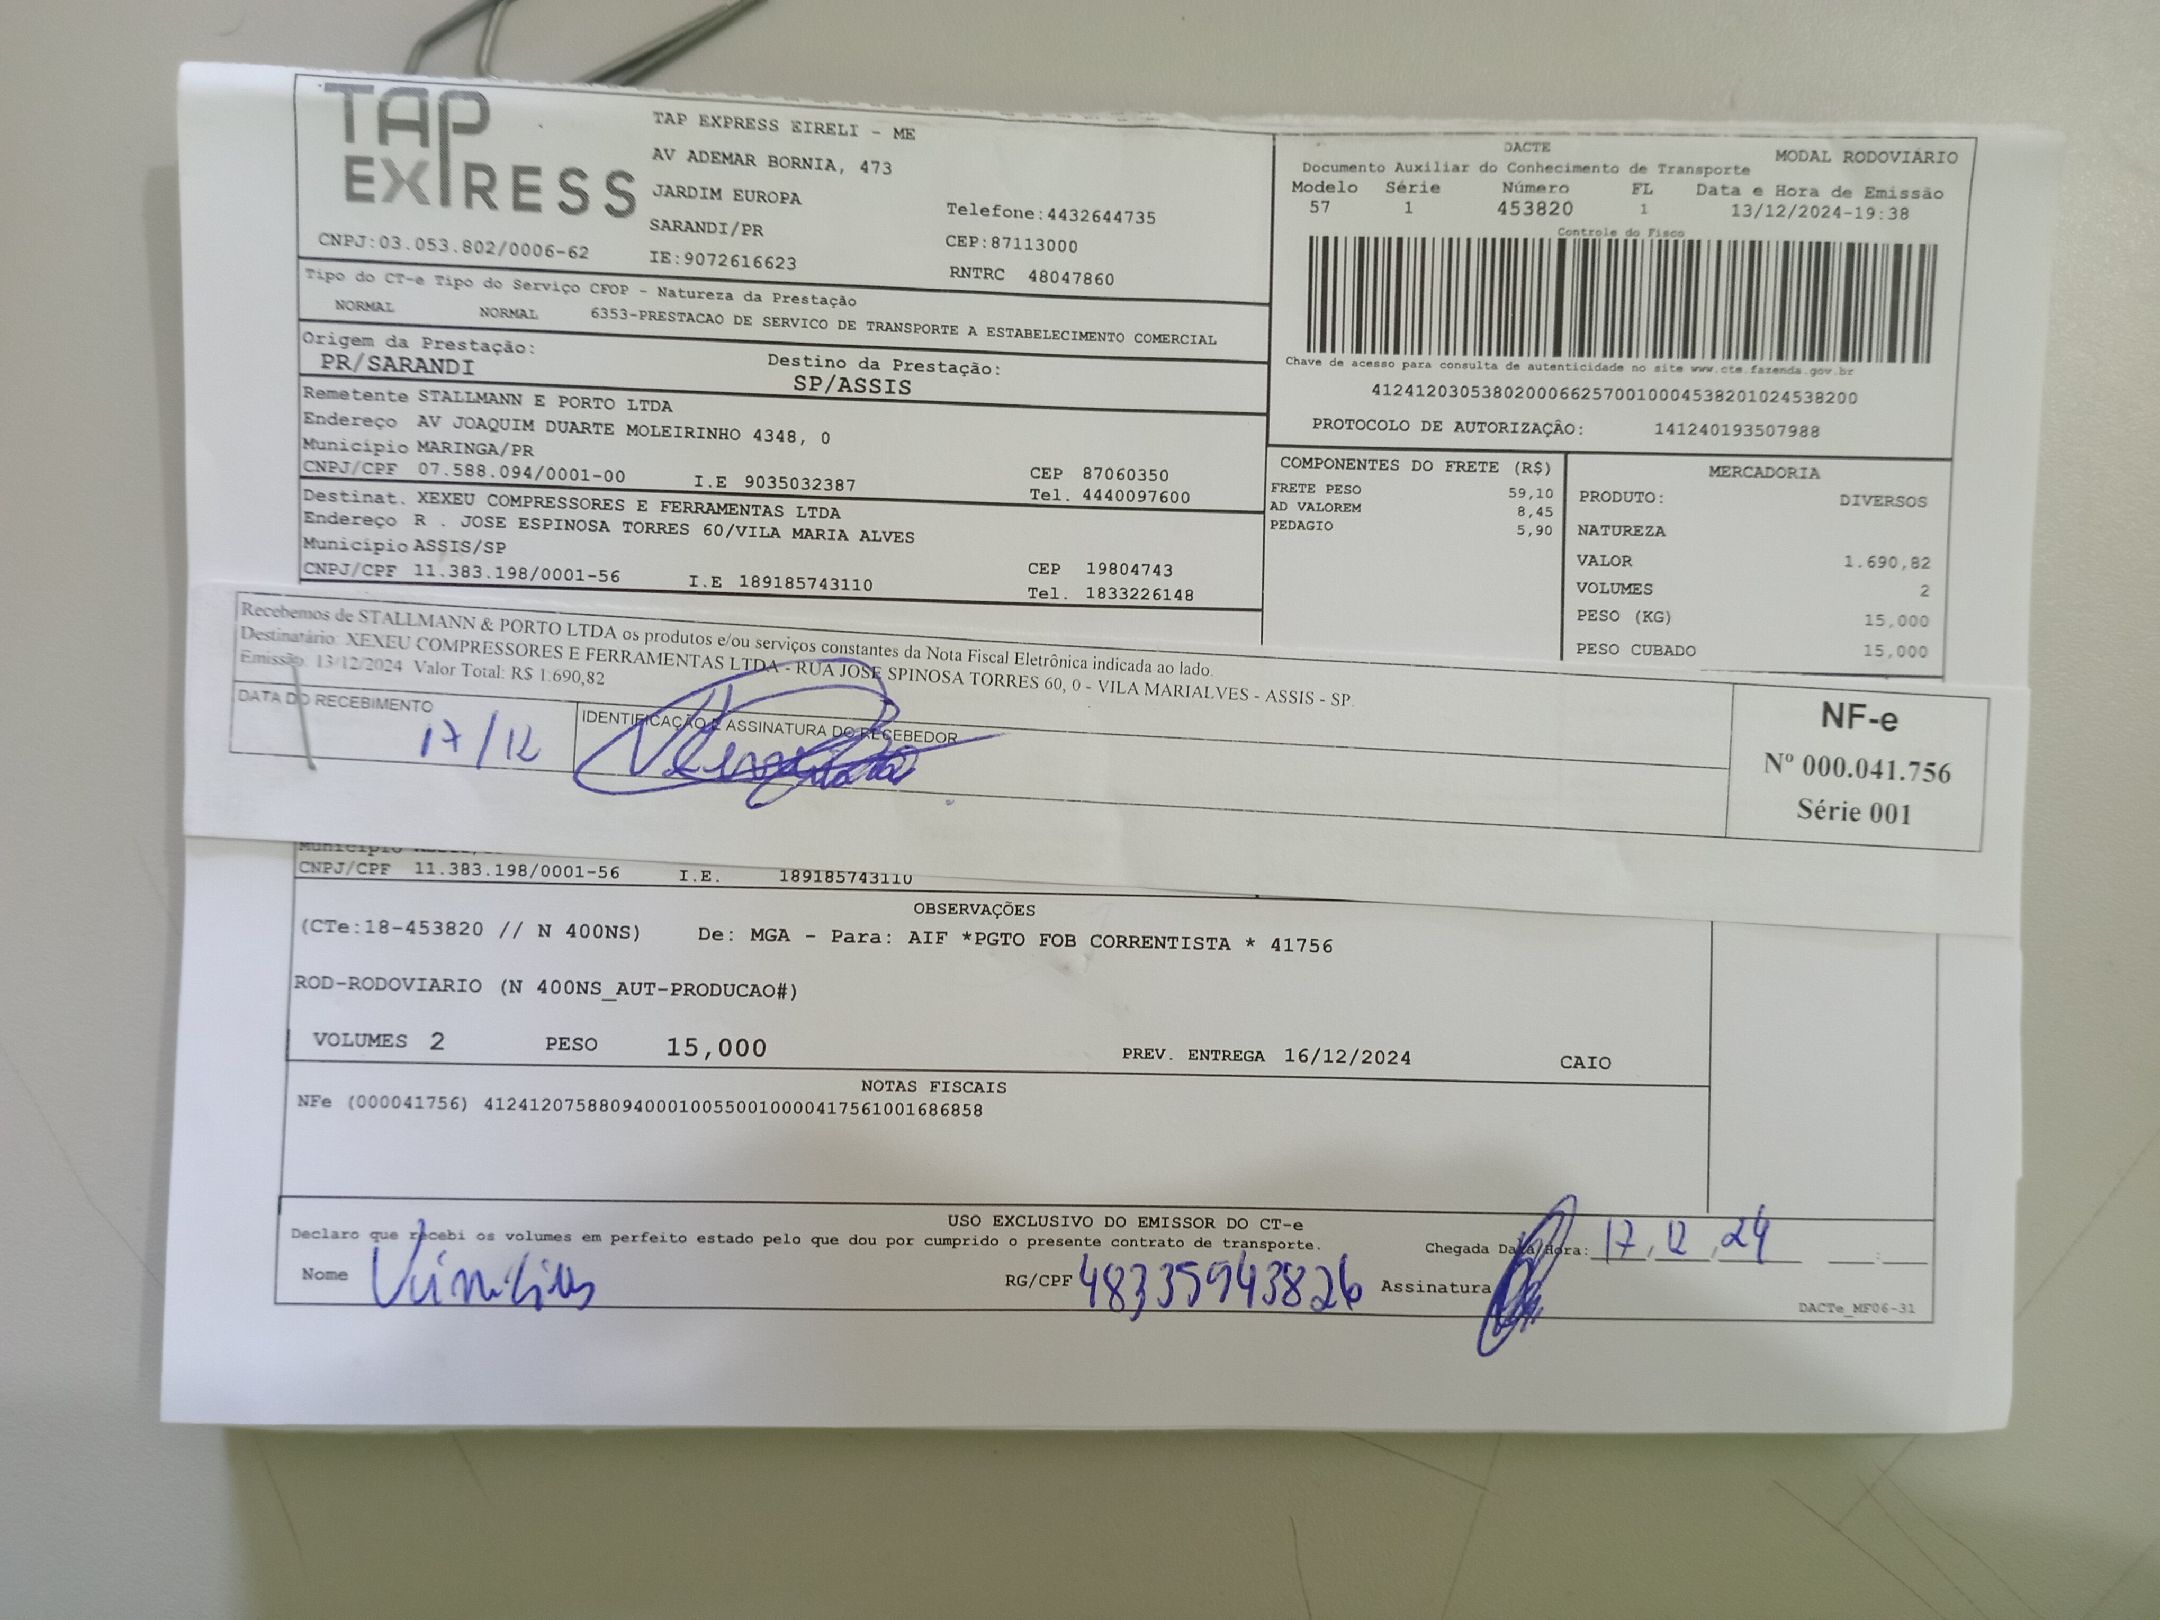 TAP
EXPRESS
CNPJ:03.053.802/0006-62
TAP EXPRESS EIRELI - ME
AV ADEMAR BORNIA, 473
JARDIM EUROPA
SARANDI/PR
IE:9072616623
Telefone:4432644735
CEP:87113000
RNTRC 48047860
DACTE
Documento Auxiliar do Conhecimento de Transporte
MODAL RODOVIÁRIO
Modelo Série Número FL Data e Hora de Emissão
57 1 453820 1 13/12/2024-19:38
Controle do Fisco
Chave de acesso para consulta de autenticidade no site www.cte.fazenda.gov.br
41241203053802000662570010004538201024538200
PROTOCOLO DE AUTORIZAÇÃO: 141240193507988
Tipo do CT-e Tipo do Serviço CFOP - Natureza da Prestação
NORMAL NORMAL 6353-PRESTACAO DE SERVICO DE TRANSPORTE A ESTABELECIMENTO COMERCIAL
Origem da Prestação: Destino da Prestação:
PR/SARANDI SP/ASSIS
Remetente STALLMANN E PORTO LTDA
Endereço AV JOAQUIM DUARTE MOLEIRINHO 4348, 0
Município MARINGA/PR
CNPJ/CPF 07.588.094/0001-00 I.E 9035032387
CEP 87060350
Tel. 4440097600
Destinat. XEXEU COMPRESSORES E FERRAMENTAS LTDA
Endereço R . JOSE ESPINOSA TORRES 60/VILA MARIA ALVES
Município ASSIS/SP
CNPJ/CPF 11.383.198/0001-56 I.E 189185743110
CEP 19804743
Tel. 1833226148
COMPONENTES DO FRETE (R$)
FRETE PESO 59,10
AD VALOREM 8,45
PEDAGIO 5,90
MERCADORIA
PRODUTO: DIVERSOS
NATUREZA
VALOR 1.690,82
VOLUMES 2
PESO (KG) 15,000
PESO CUBADO 15,000
Recebemos de STALLMANN & PORTO LTDA os produtos e/ou serviços constantes da Nota Fiscal Eletrônica indicada ao lado.
Destinatário: XEXEU COMPRESSORES E FERRAMENTAS LTDA - RUA JOSE SPINOSA TORRES 60, 0 - VILA MARIALVES - ASSIS - SP.
Emissão: 13/12/2024 Valor Total: R$ 1.690,82
DATA DO RECEBIMENTO
17/12
IDENTIFICAÇÃO E ASSINATURA DO RECEBEDOR
NF-e
Nº 000.041.756
Série 001
Município
CNPJ/CPF 11.383.198/0001-56 I.E. 189185743110
OBSERVAÇÕES
(CTe:18-453820 // N 400NS) De: MGA - Para: AIF *PGTO FOB CORRENTISTA * 41756
ROD-RODOVIARIO (N 400NS_AUT-PRODUCAO#)
VOLUMES 2 PESO 15,000 PREV. ENTREGA 16/12/2024 CAIO
NOTAS FISCAIS
NFe (000041756) 41241207588094000100550010000417561001686858
USO EXCLUSIVO DO EMISSOR DO CT-e
Declaro que recebi os volumes em perfeito estado pelo que dou por cumprido o presente contrato de transporte.
Chegada Data/Hora: 17 12 24 :
Nome Vinicius RG/CPF 48335943826 Assinatura
DACTe_MF06-31